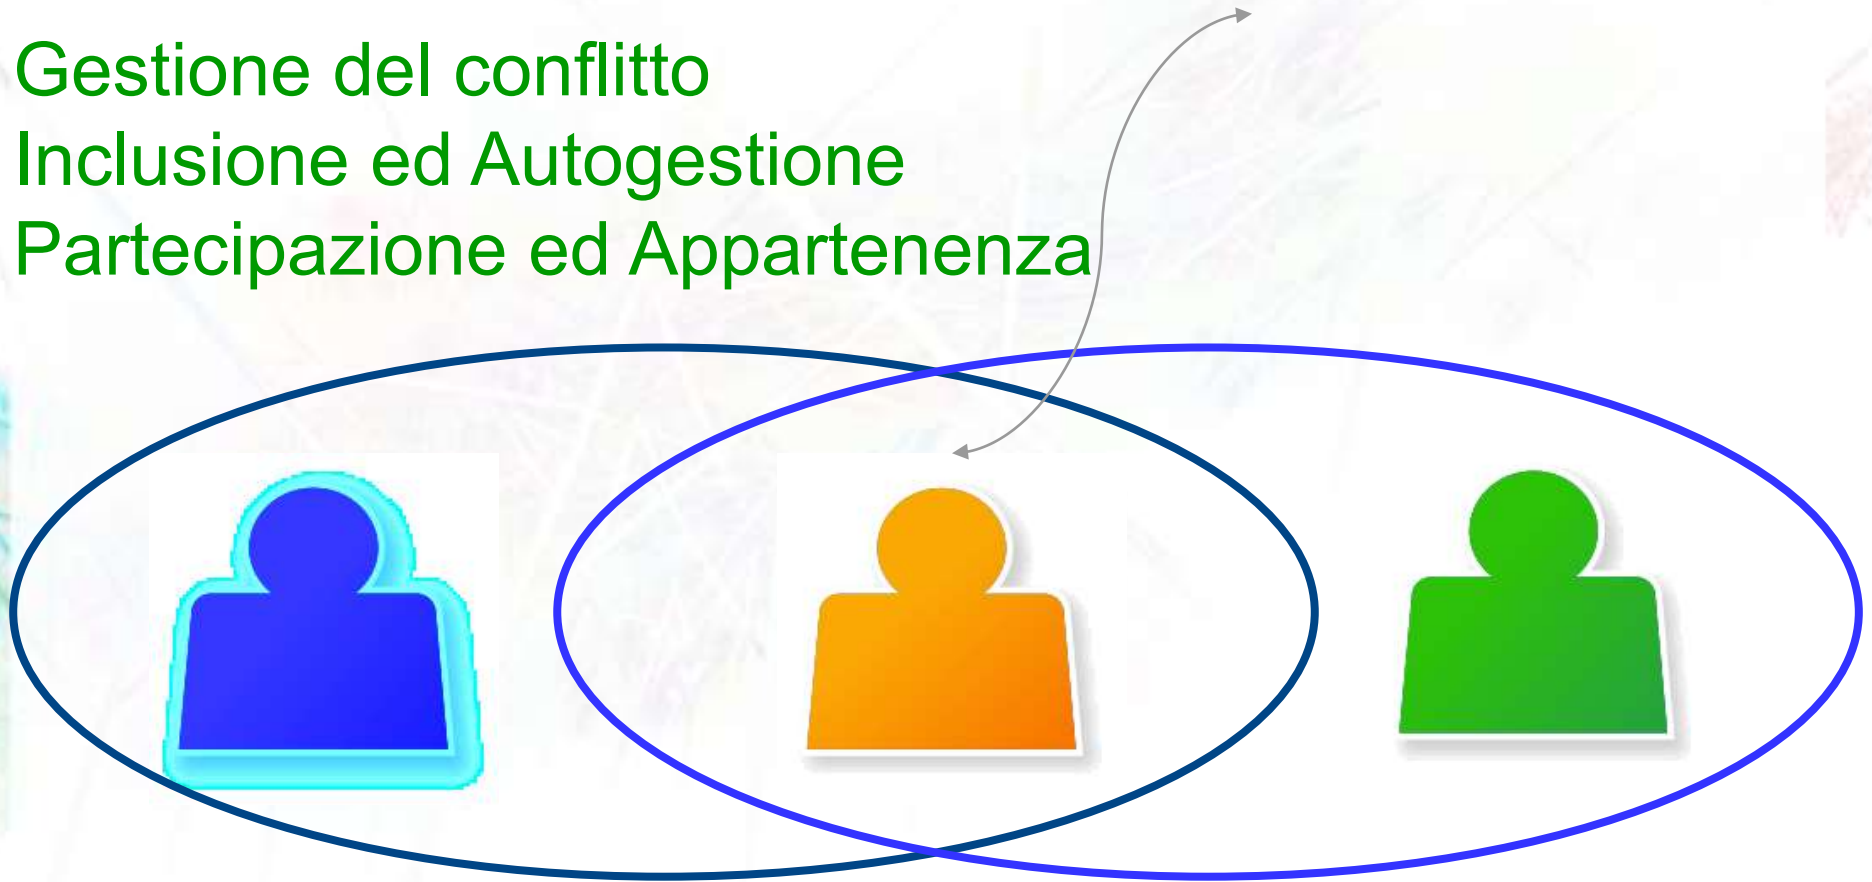 Gestione del conflitto
Inclusione ed Autogestione
Partecipazione ed Appartenenza